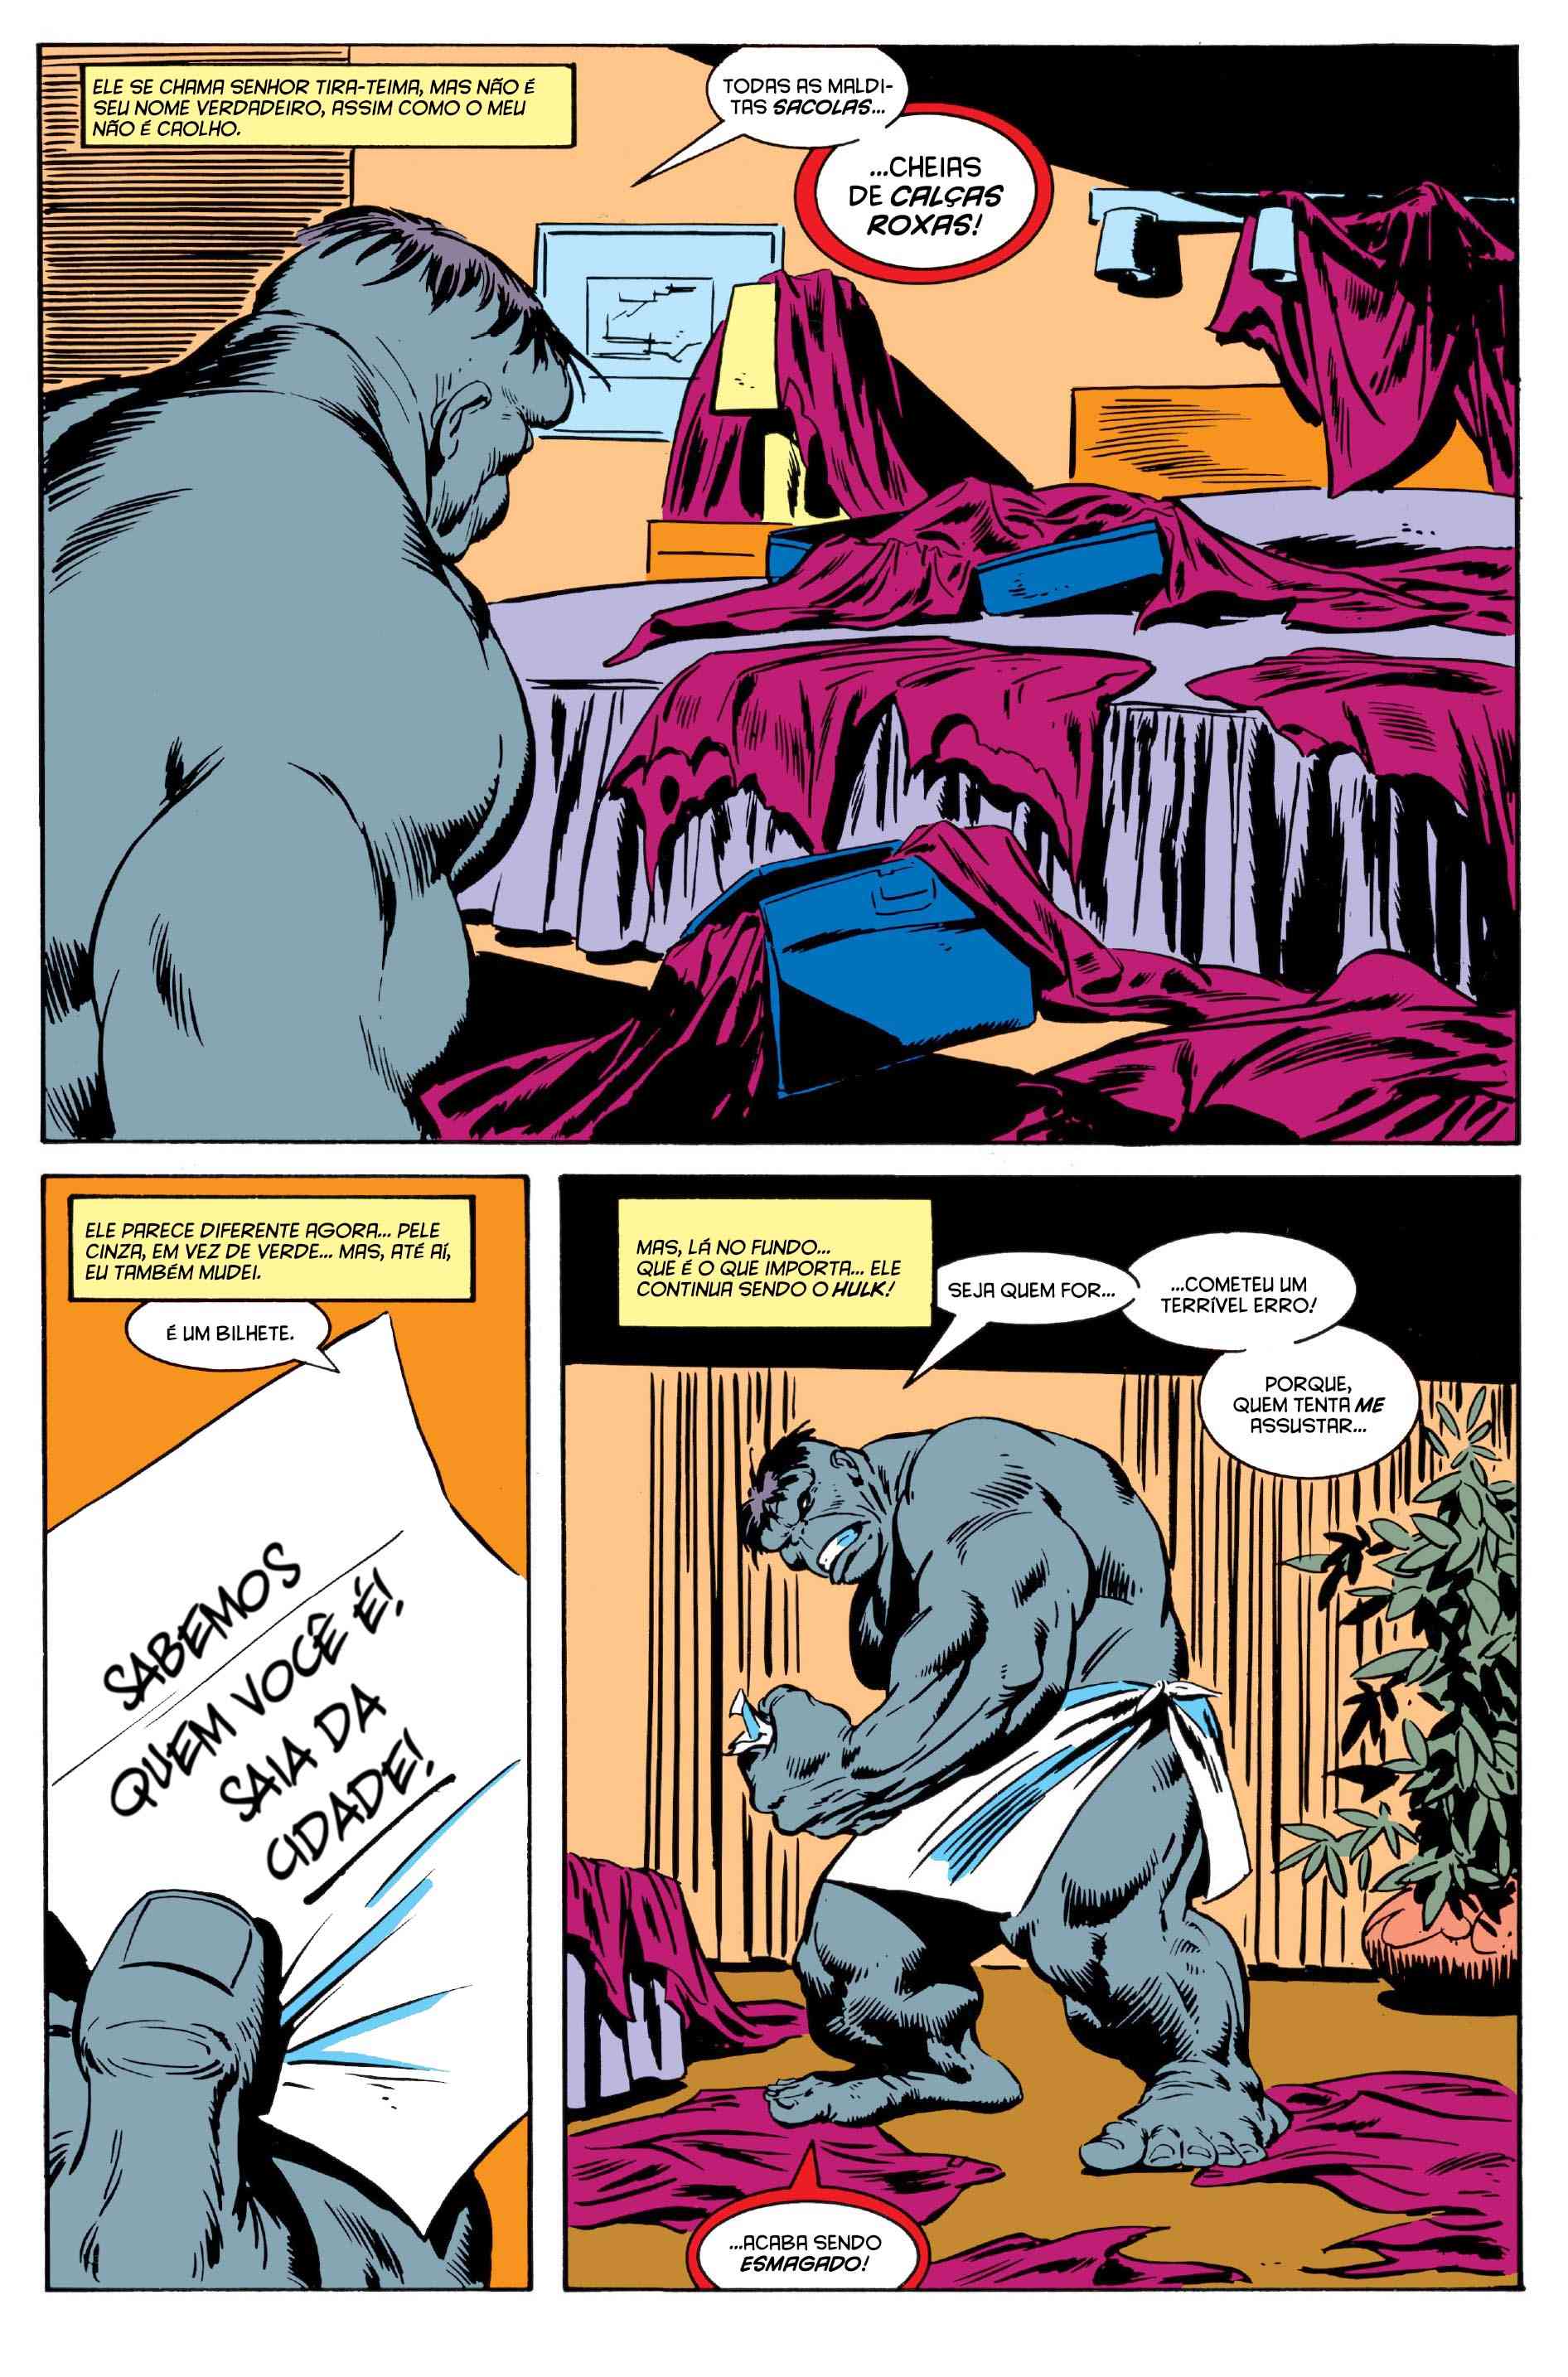 ELE SE CHAMA SENHOR TIRA-TEIMA, MAS NÃO É
SEU NOME VERDADEIRO, ASSIM COMO O MEU
NÃO É CAOLHO.
TODAS AS MALDI-
TAS SACOLAS...
...CHEIAS
DE CALÇAS
ROXAS!
ELE PARECE DIFERENTE AGORA... PELE
CINZA, EM VEZ DE VERDE... MAS, ATÉ AÍ,
EU TAMBÉM MUDEI.
É UM BILHETE.
SABEMOS
QUEM VOCÊ É!
SAIA DA
CIDADE!
MAS, LÁ NO FUNDO...
QUE É O QUE IMPORTA... ELE
CONTINUA SENDO O HULK!
SEJA QUEM FOR...
...COMETEU UM
TERRÍVEL ERRO!
PORQUE,
QUEM TENTA ME
ASSUSTAR...
...ACABA SENDO
ESMAGADO!